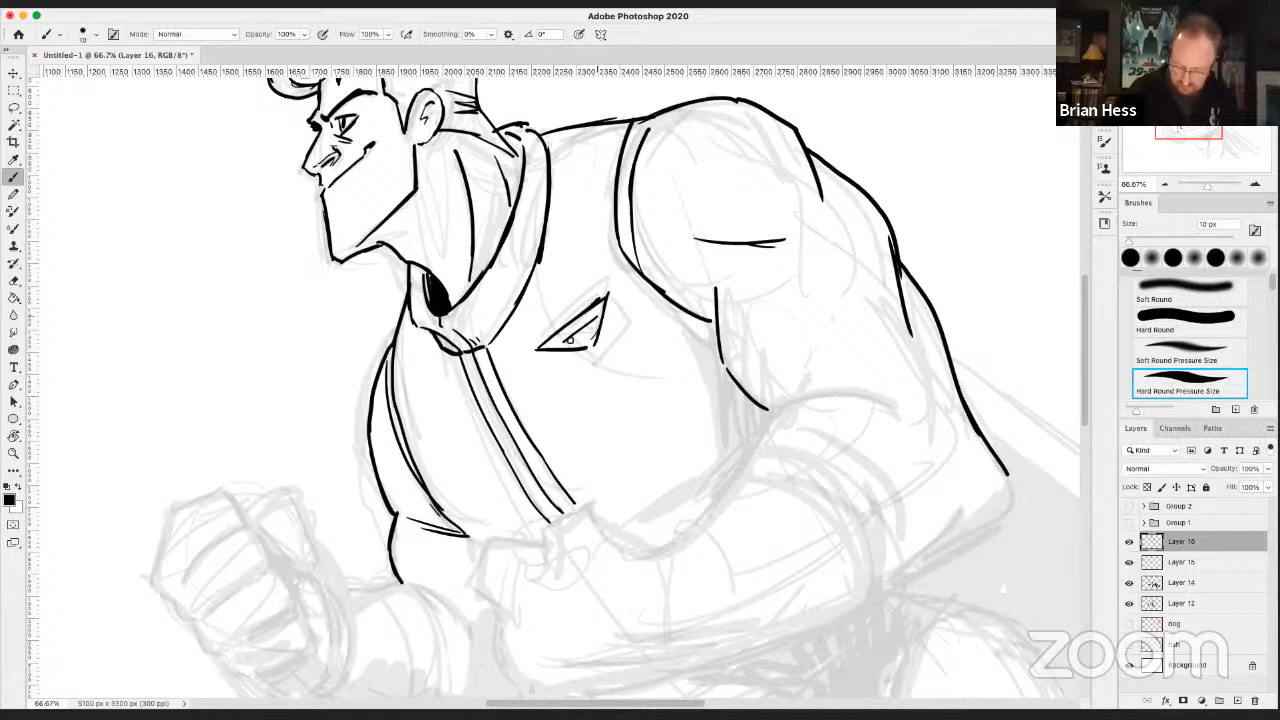 Adobe Photoshop 2020
10
Mode: Normal
Opacity: 100%
Flow: 100%
Smoothing: 0%
0°
Untitled-1 @ 66.7% (Layer 16, RGB/8*) *
Brian Hess
66.67%
Brushes
Size: 10 px
Soft Round
Hard Round
Soft Round Pressure Size
Hard Round Pressure Size
Layers Channels Paths
Kind
Normal Opacity: 100%
Lock: Fill: 100%
Group 2
Group 1
Layer 16
Layer 15
Layer 14
Layer 12
dog
Background
zoom
66.67% 5100 px x 3300 px (300 ppi)